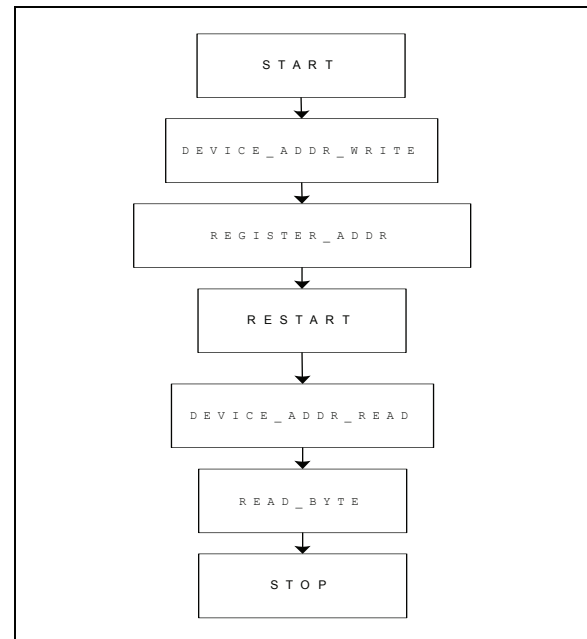 START
DEVICE_ADDR_WRITE
REGISTER_ADDR
RESTART
DEVICE_ADDR_READ
READ_BYTE
STOP